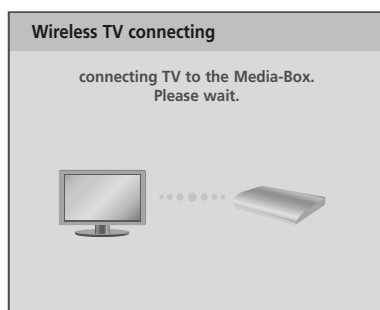 Wireless TV connecting
connecting TV to the Media-Box.
Please wait.